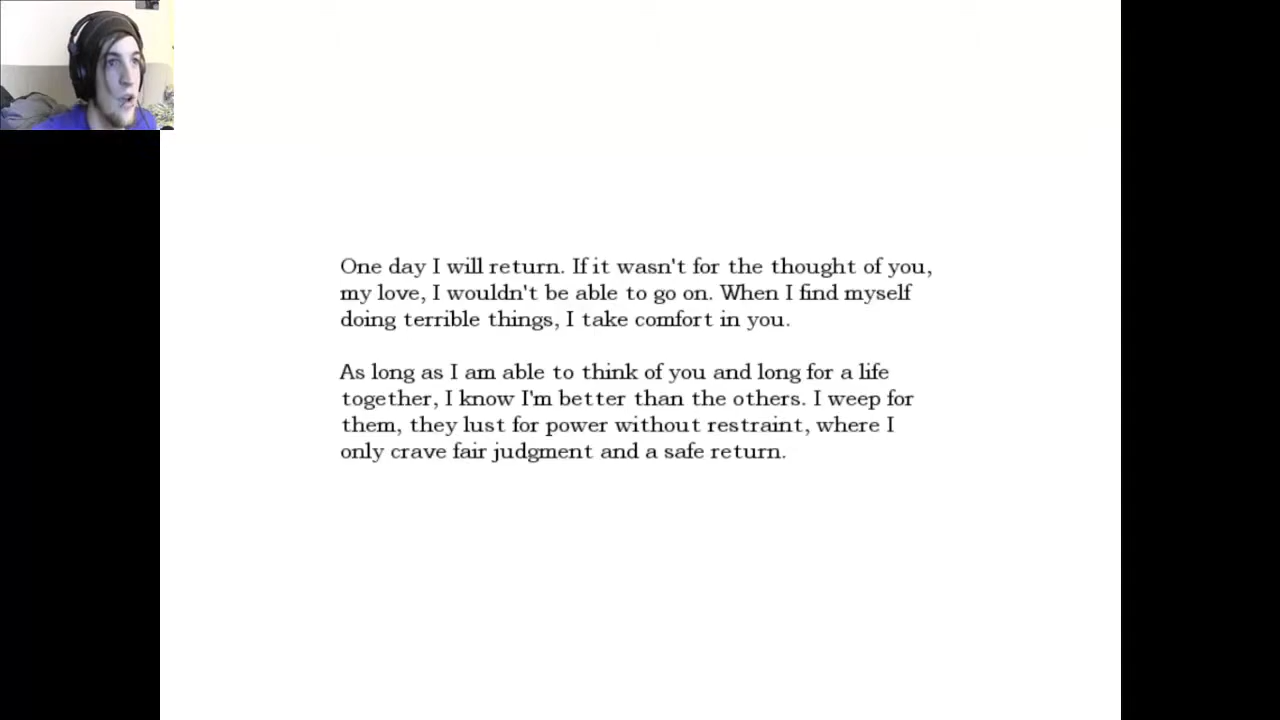 One day I will return. If it wasn't for the thought of you,
my love, I wouldn't be able to go on. When I find myself
doing terrible things, I take comfort in you.
As long as I am able to think of you and long for a life
together, I know I'm better than the others. I weep for
them, they lust for power without restraint, where I
only crave fair judgment and a safe return.